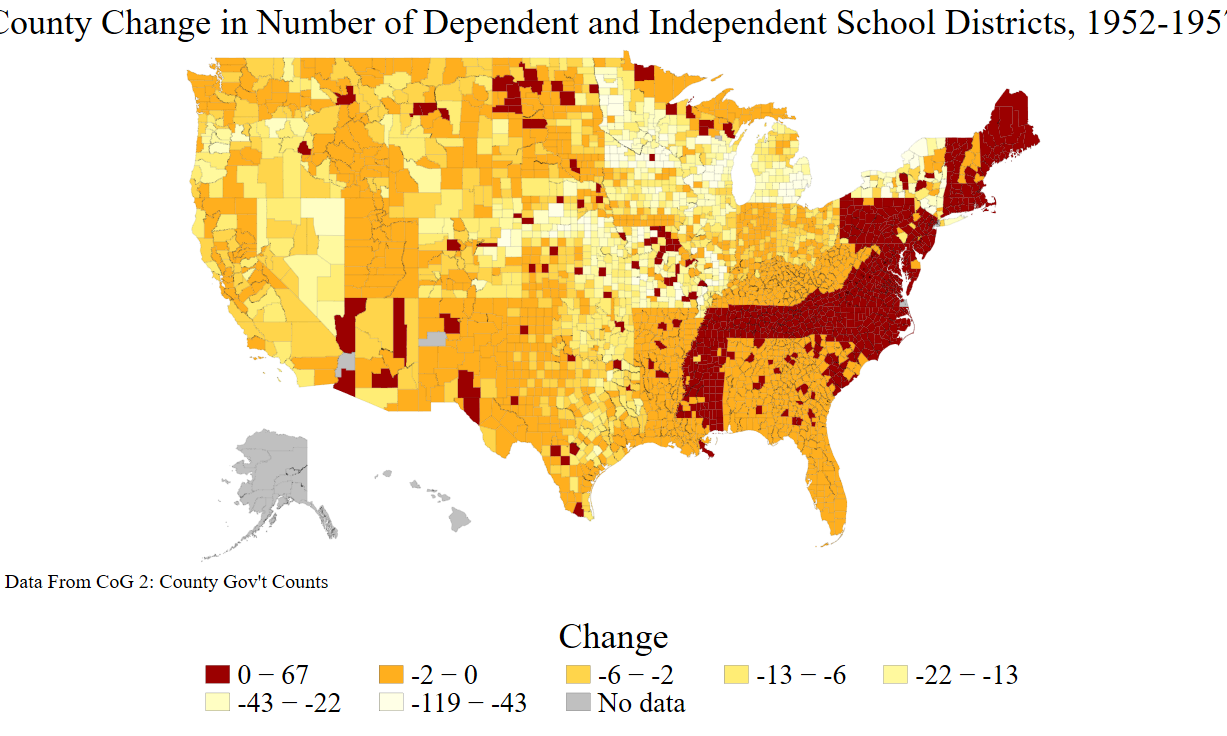 County Change in Number of Dependent and Independent School Districts, 1952-195
Data From CoG 2: County Gov't Counts
Change
0 – 67
-2 – 0
-6 – -2
-13 – -6
-22 – -13
-43 – -22
-119 – -43
No data